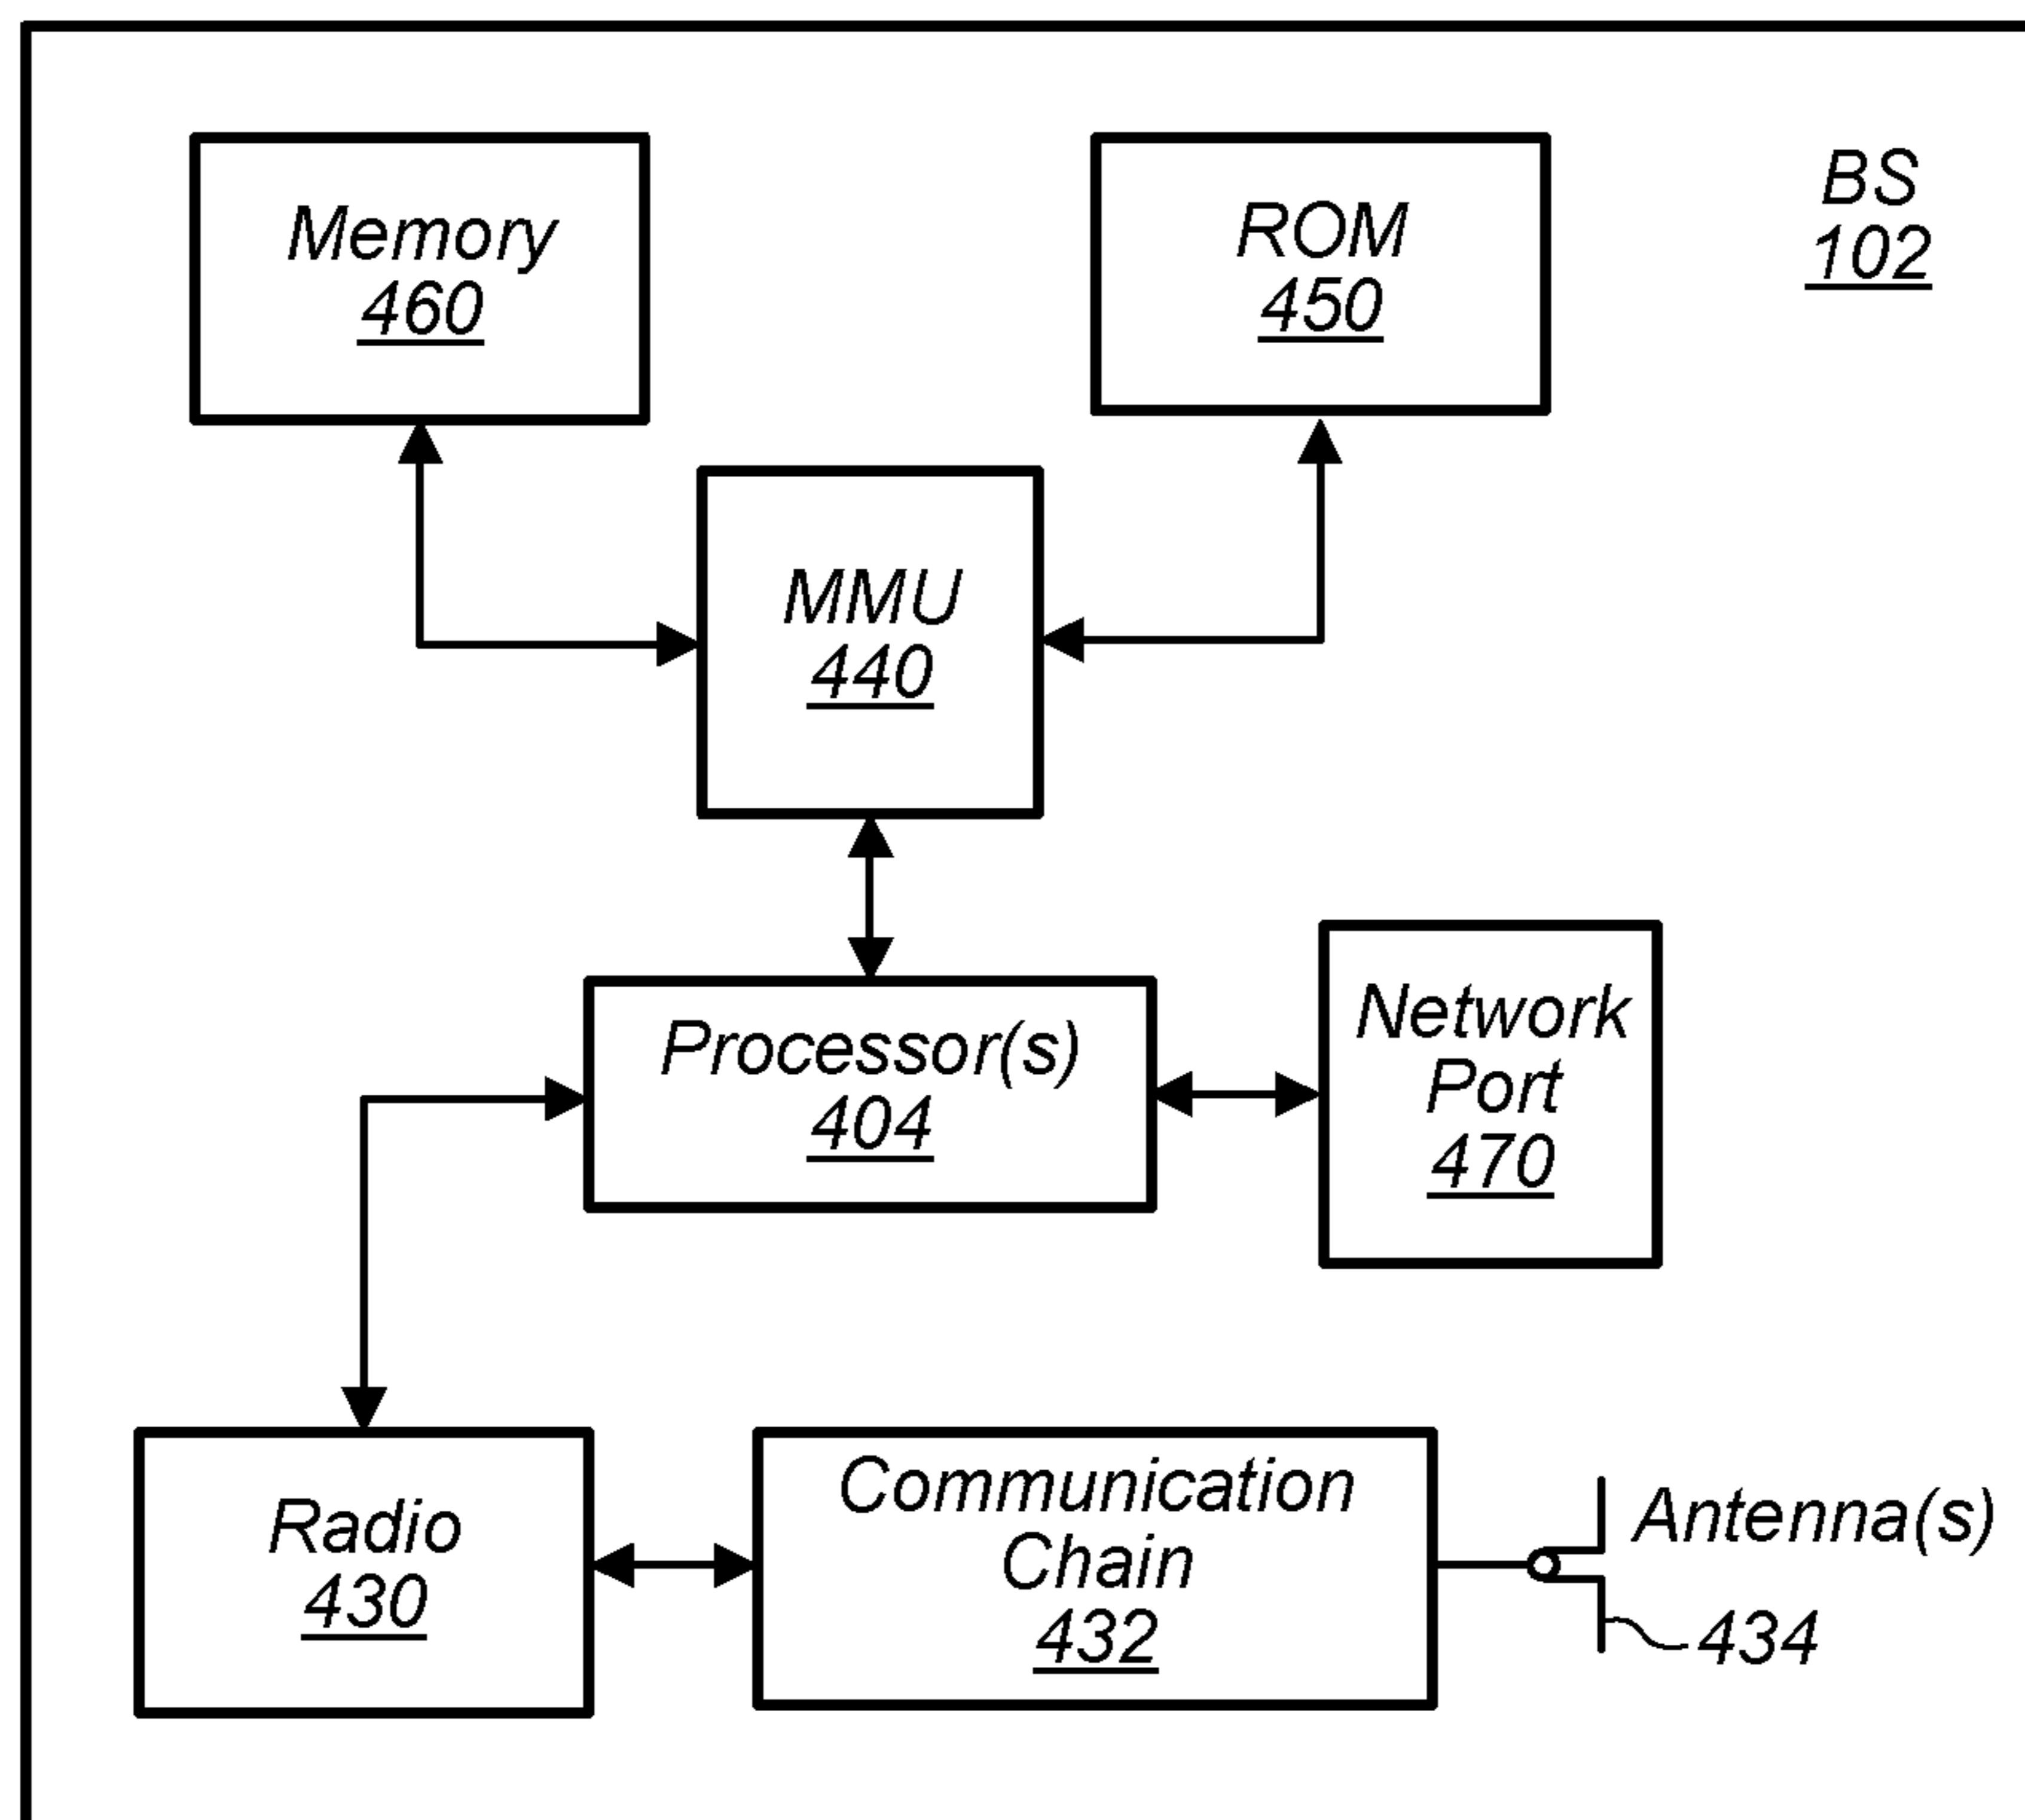 Memory
460
ROM
450
BS
102
MMU
440
Processor(s)
404
Network
Port
470
Radio
430
Communication
Chain
432
Antenna(s)
434